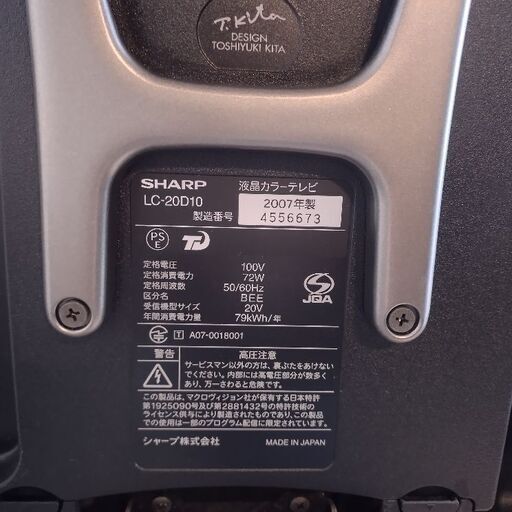 T.Kita
DESIGN
TOSHIYUKI KITA
SHARP 液晶カラーテレビ
LC-20D10 2007年製
製造番号 4556673
PS
E
定格電圧 100V
定格消費電力 72W
定格周波数 50/60Hz
区分名 BEE
受信機型サイズ 20V
年間消費電力量 79kWh/年
JQA
T A07-0018001
警告 高圧注意
サービスマン以外の方は、裏ぶたをあけない
でください。内部には高電圧部分が数多く
あり、万一さわると危険です。
この製品は、マクロヴィジョン社が保有する日本特許
第1925090号及び第2881432号の特許技術の
ライセンス供与により製造されたものであり、この製品
での使用は一部のプログラム配信に限定されています。
シャープ株式会社 MADE IN JAPAN